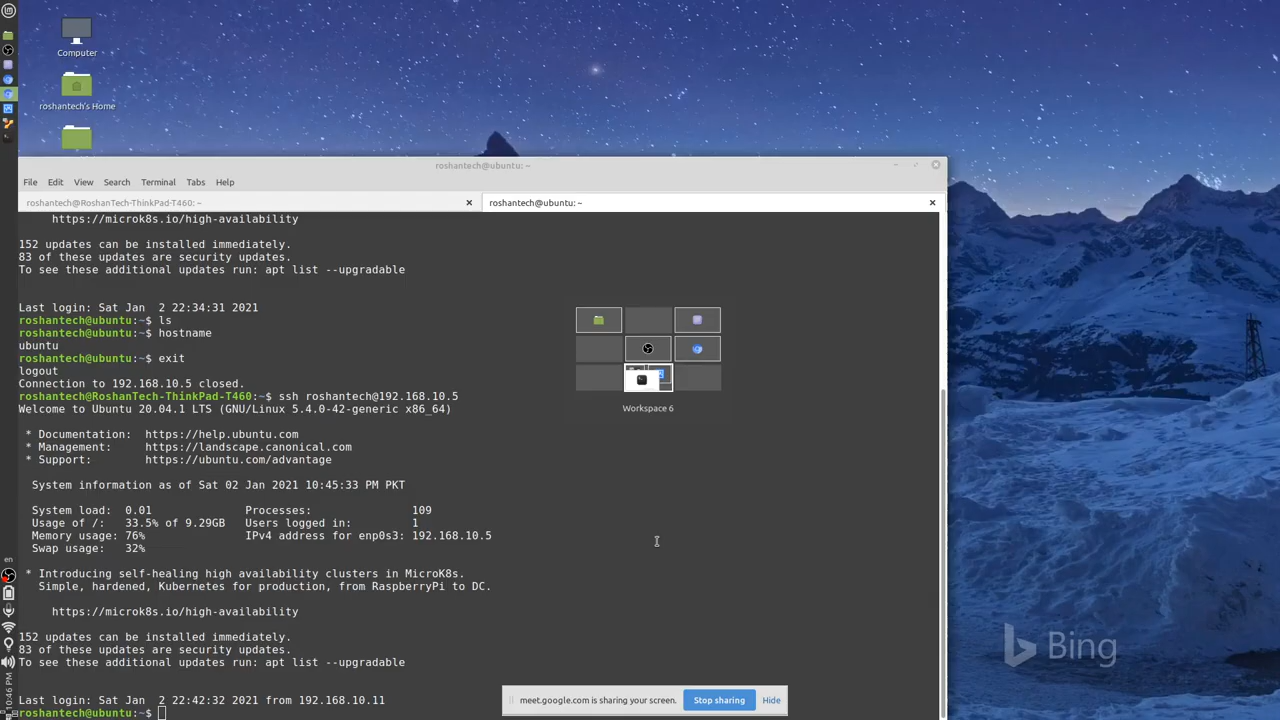 Computer
roshantech's Home
roshantech@ubuntu: ~
File Edit View Search Terminal Tabs Help
roshantech@RoshanTech-ThinkPad-T460: ~
roshantech@ubuntu: ~
https://microk8s.io/high-availability
152 updates can be installed immediately.
83 of these updates are security updates.
To see these additional updates run: apt list --upgradable
Last login: Sat Jan  2 22:34:31 2021
roshantech@ubuntu:~$ ls
roshantech@ubuntu:~$ hostname
ubuntu
roshantech@ubuntu:~$ exit
logout
Connection to 192.168.10.5 closed.
roshantech@RoshanTech-ThinkPad-T460:~$ ssh roshantech@192.168.10.5
Welcome to Ubuntu 20.04.1 LTS (GNU/Linux 5.4.0-42-generic x86_64)
* Documentation:  https://help.ubuntu.com
* Management:     https://landscape.canonical.com
* Support:        https://ubuntu.com/advantage
System information as of Sat 02 Jan 2021 10:45:33 PM PKT
System load:  0.01              Processes:               109
Usage of /:   33.5% of 9.29GB   Users logged in:         1
Memory usage: 76%               IPv4 address for enp0s3: 192.168.10.5
Swap usage:   32%
* Introducing self-healing high availability clusters in MicroK8s.
Simple, hardened, Kubernetes for production, from RaspberryPi to DC.
https://microk8s.io/high-availability
152 updates can be installed immediately.
83 of these updates are security updates.
To see these additional updates run: apt list --upgradable
Last login: Sat Jan  2 22:42:32 2021 from 192.168.10.11
roshantech@ubuntu:~$
Workspace 6
Bing
meet.google.com is sharing your screen. Stop sharing Hide
en
10:46 PM